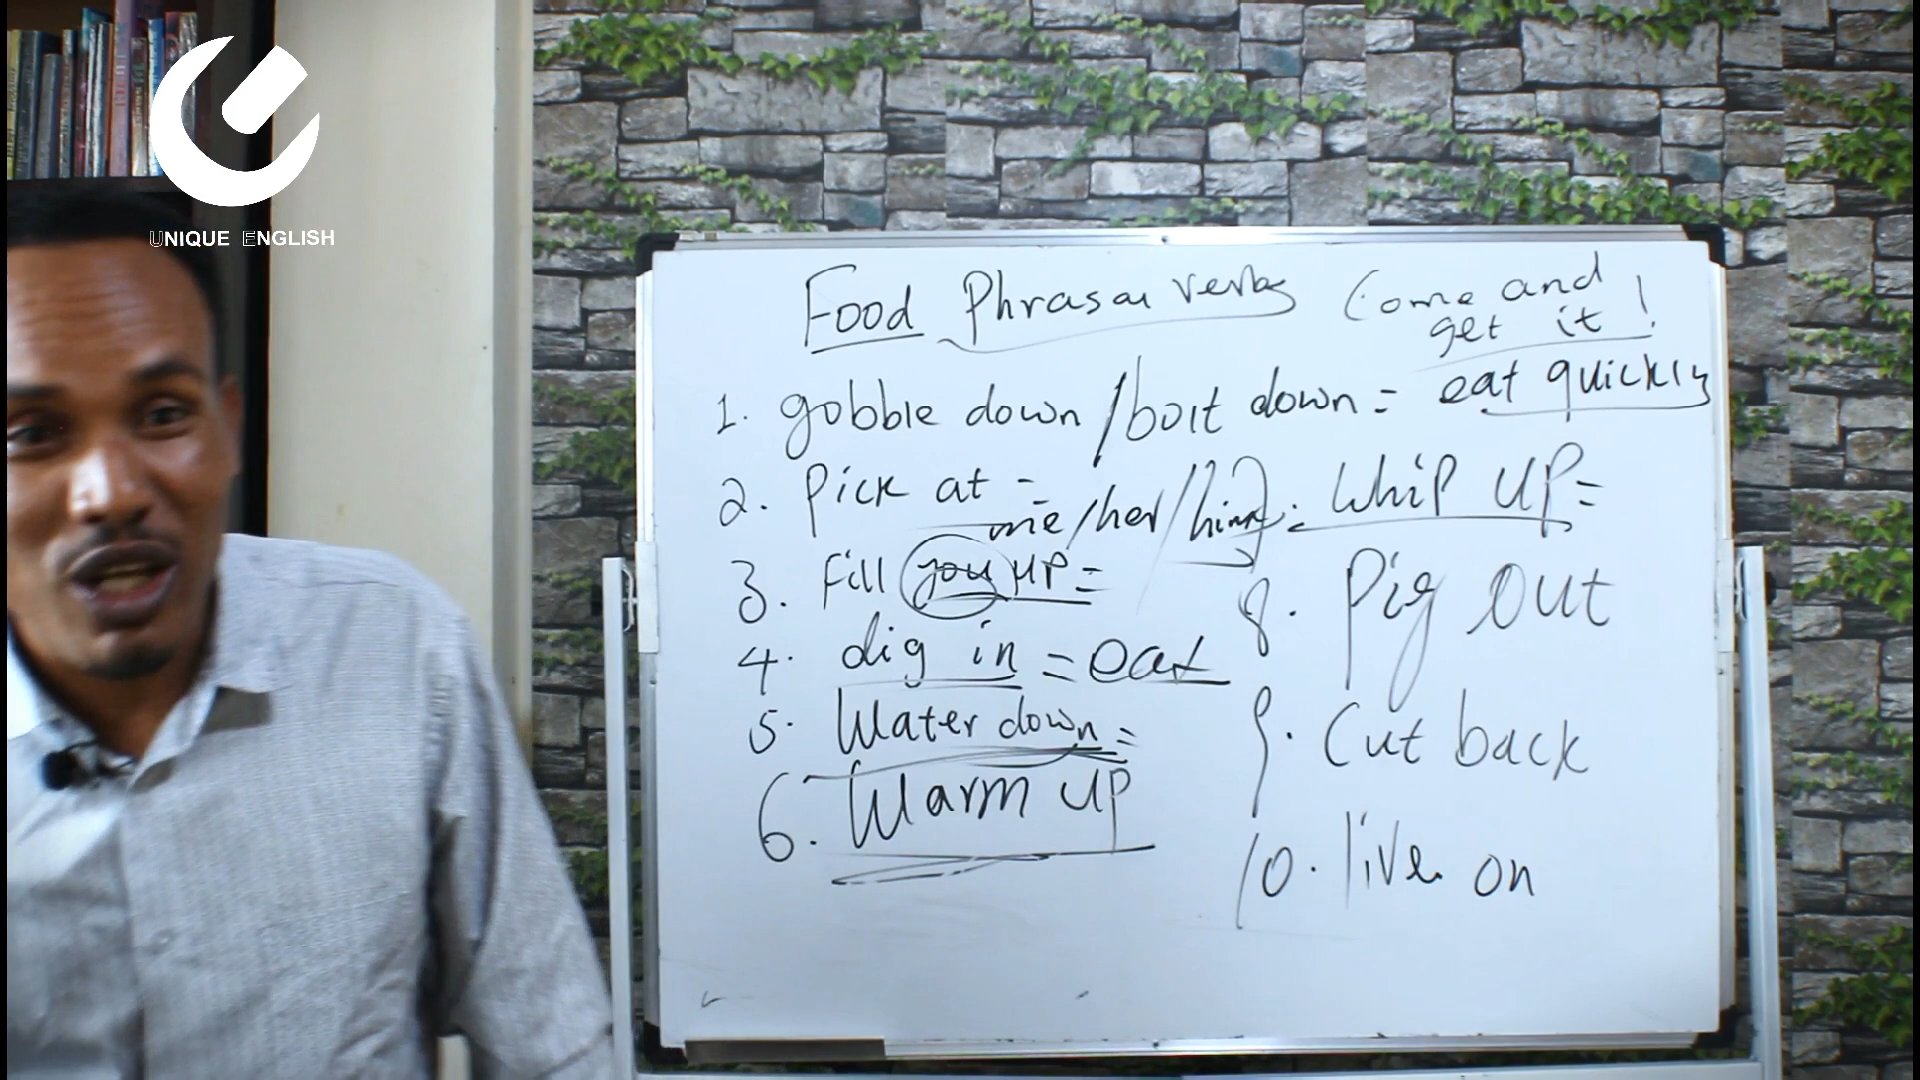 UNIQUE ENGLISH
Food Phrasal verbs
Come and
get it!
1. gobble down / bolt down = eat quickly
2. Pick at =
me/her/him
3. Fill you up =
4. dig in = eat
5. Water down =
6. Warm up
7. Whip up =
8. Pig out
9. Cut back
10. live on